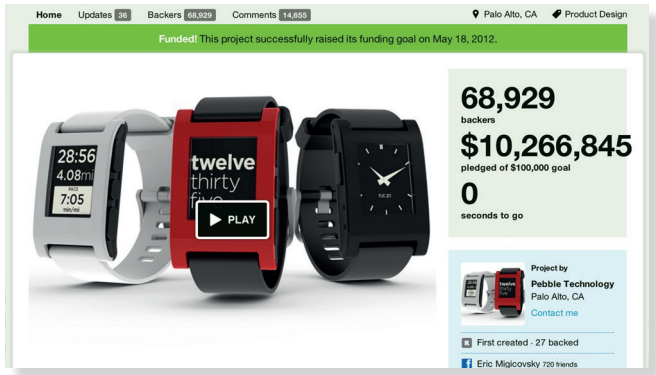 Home Updates 36 Backers 68,929 Comments 14,655 Palo Alto, CA Product Design
Funded! This project successfully raised its funding goal on May 18, 2012.
28:56
4.08mi
PACE
7:05
min/mi
twelve
thirty
five
PLAY
TUE 27
68,929
backers
$10,266,845
pledged of $100,000 goal
0
seconds to go
twelve
thirty
Project by
Pebble Technology
Palo Alto, CA
Contact me
First created · 27 backed
Eric Migicovsky 720 friends